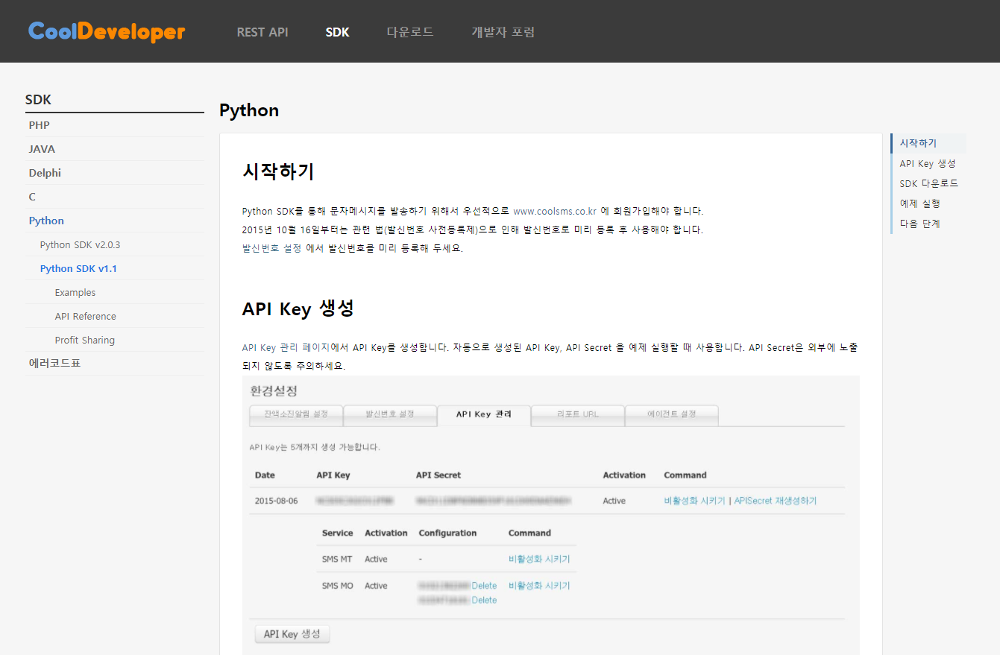 CoolDeveloper
REST API
SDK
다운로드
개발자 포럼
SDK
PHP
JAVA
Delphi
C
Python
Python SDK v2.0.3
Python SDK v1.1
Examples
API Reference
Profit Sharing
에러코드표
Python
시작하기
Python SDK를 통해 문자메시지를 발송하기 위해서 우선적으로 www.coolsms.co.kr 에 회원가입해야 합니다.
2015년 10월 16일부터는 관련 법(발신번호 사전등록제)으로 인해 발신번호로 미리 등록 후 사용해야 합니다.
발신번호 설정 에서 발신번호를 미리 등록해 두세요.
API Key 생성
API Key 관리 페이지에서 API Key를 생성합니다. 자동으로 생성된 API Key, API Secret 을 예제 실행할 때 사용합니다. API Secret은 외부에 노출
되지 않도록 주의하세요.
환경설정
잔액소진알림 설정
발신번호 설정
API Key 관리
리포트 URL
에이전트 설정
API Key는 5개까지 생성 가능합니다.
Date API Key API Secret Activation Command
2015-08-06 Active 비활성화 시키기 | APISecret 재생성하기
Service Activation Configuration Command
SMS MT Active - 비활성화 시키기
SMS MO Active Delete 비활성화 시키기
Delete
API Key 생성
시작하기
API Key 생성
SDK 다운로드
예제 실행
다음 단계